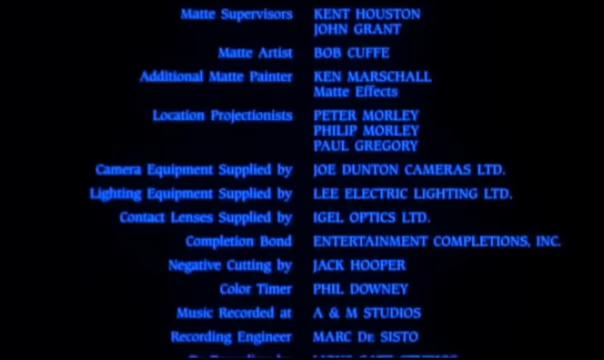 Matte Supervisors KENT HOUSTON
JOHN GRANT
Matte Artist BOB CUFFE
Additional Matte Painter KEN MARSCHALL
Matte Effects
Location Projectionists PETER MORLEY
PHILIP MORLEY
PAUL GREGORY
Camera Equipment Supplied by JOE DUNTON CAMERAS LTD.
Lighting Equipment Supplied by LEE ELECTRIC LIGHTING LTD.
Contact Lenses Supplied by IGEL OPTICS LTD.
Completion Bond ENTERTAINMENT COMPLETIONS, INC.
Negative Cutting by JACK HOOPER
Color Timer PHIL DOWNEY
Music Recorded at A & M STUDIOS
Recording Engineer MARC DE SISTO